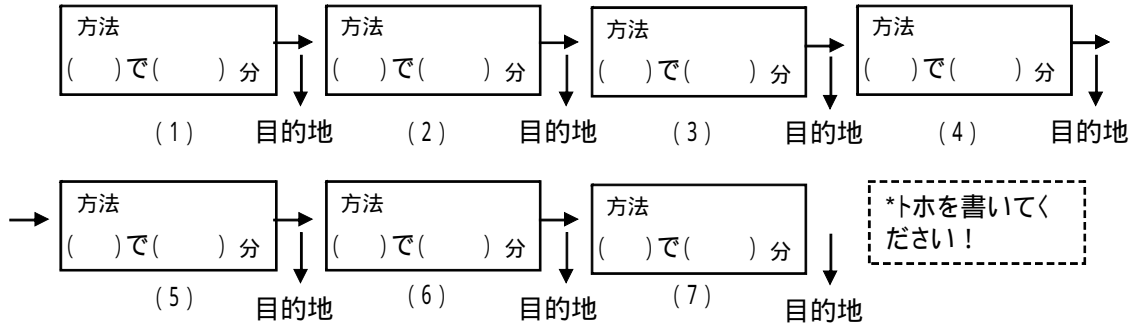 方法 方法 方法 方法
( )で( ) 分 ( )で( ) 分 ( )で( ) 分 ( )で( ) 分
(1) 目的地 (2) 目的地 (3) 目的地 (4) 目的地
方法 方法 方法 *トホを書いてく
( )で( ) 分 ( )で( ) 分 ( )で( ) 分 ださい！
(5) 目的地 (6) 目的地 (7) 目的地